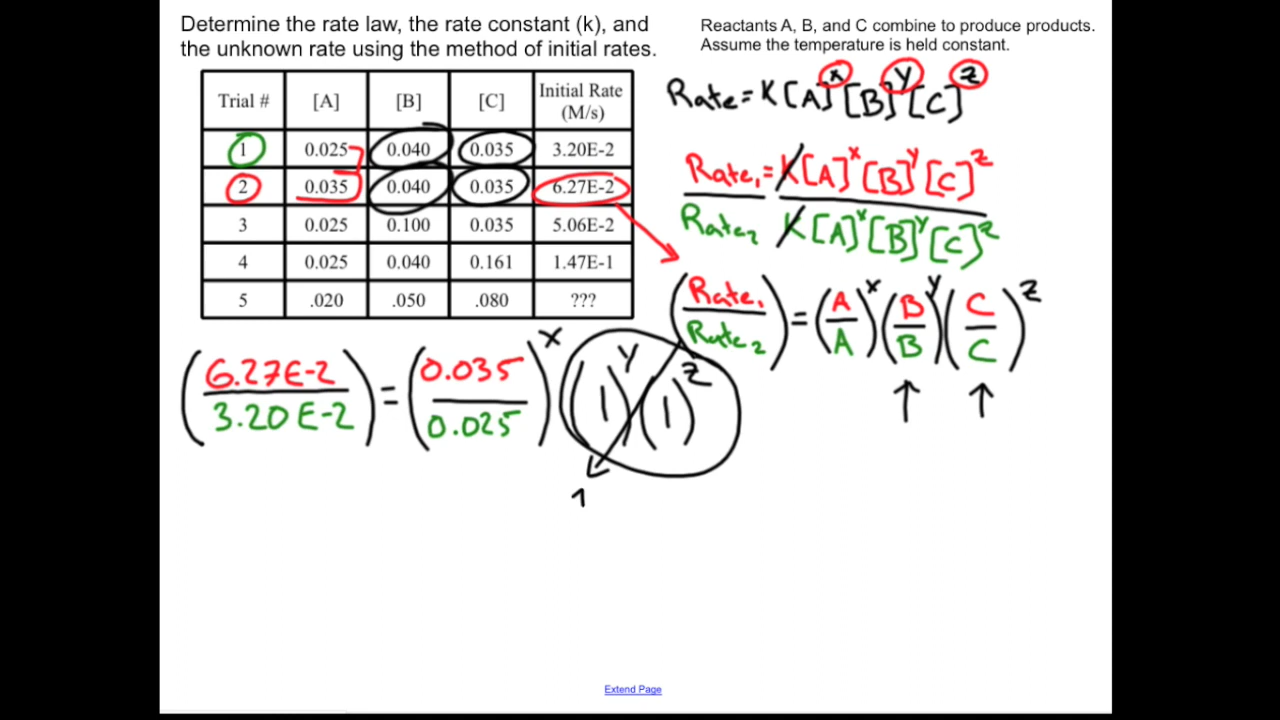 Determine the rate law, the rate constant (k), and
the unknown rate using the method of initial rates.
Reactants A, B, and C combine to produce products.
Assume the temperature is held constant.
Trial # [A] [B] [C] Initial Rate (M/s)
1 0.025 0.040 0.035 3.20E-2
2 0.035 0.040 0.035 6.27E-2
3 0.025 0.100 0.035 5.06E-2
4 0.025 0.040 0.161 1.47E-1
5 .020 .050 .080 ???
Rate = K[A]^x [B]^y [C]^z
Rate₁ = K[A]^x [B]^y [C]^z
Rate₂ K[A]^x [B]^y [C]^z
(Rate₁/Rate₂) = (A/A)^x (B/B)^y (C/C)^z
(6.27E-2/3.20E-2) = (0.035/0.025)^x (1)^y (1)^z
1
Extend Page